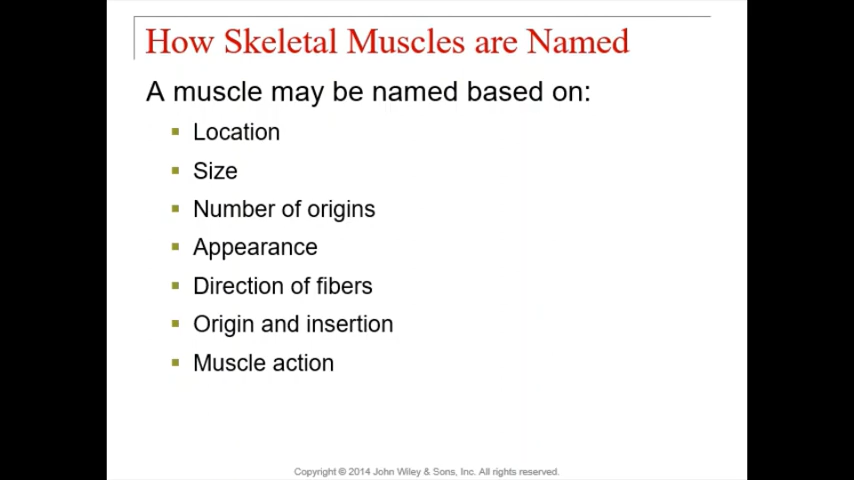 How Skeletal Muscles are Named
A muscle may be named based on:
Location
Size
Number of origins
Appearance
Direction of fibers
Origin and insertion
Muscle action
Copyright © 2014 John Wiley & Sons, Inc. All rights reserved.